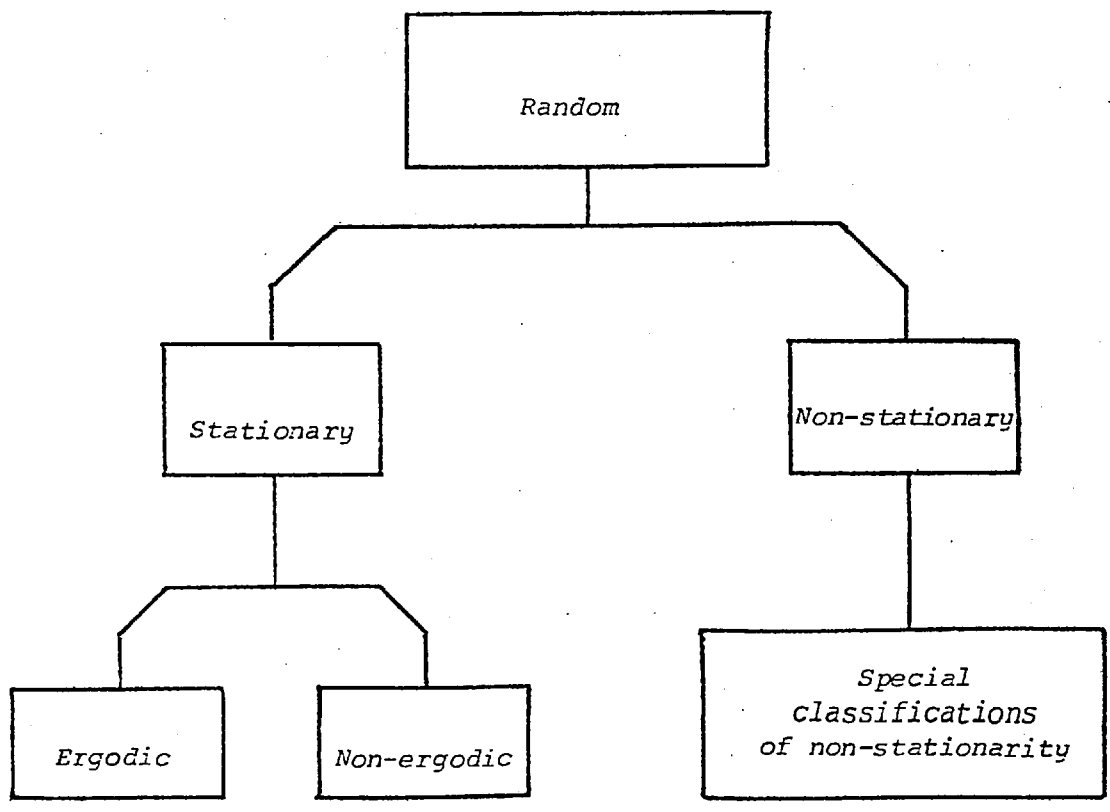 Random
Stationary
Non-stationary
Ergodic
Non-ergodic
Special
classifications
of non-stationarity